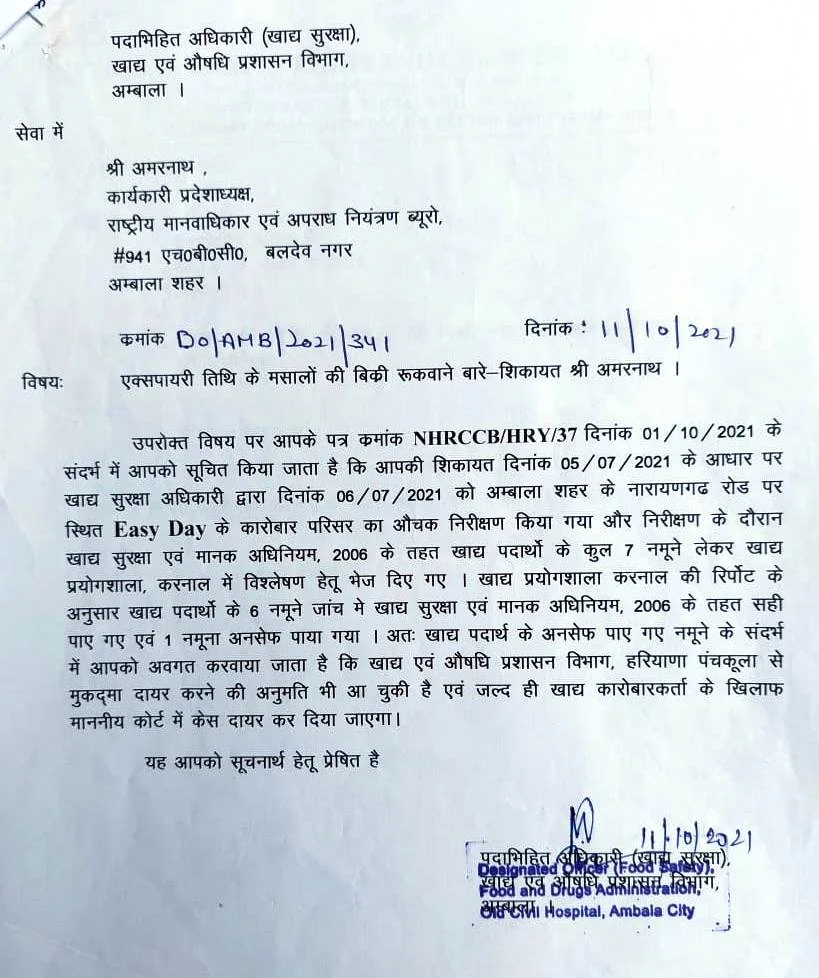 पदाभिहित अधिकारी (खाद्य सुरक्षा),
खाद्य एवं औषधि प्रशासन विभाग,
अम्बाला ।
सेवा में
श्री अमरनाथ ,
कार्यकारी प्रदेशाध्यक्ष,
राष्ट्रीय मानवाधिकार एवं अपराध नियंत्रण ब्यूरो,
#941 एच0बी0सी0, बलदेव नगर
अम्बाला शहर ।
कमांक DO/AMB/2021/341 दिनांक : 11/10/2021
विषयः एक्सपायरी तिथि के मसालों की बिकी रूकवाने बारे–शिकायत श्री अमरनाथ ।
उपरोक्त विषय पर आपके पत्र कमांक NHRCCB/HRY/37 दिनांक 01/10/2021 के
संदर्भ में आपको सूचित किया जाता है कि आपकी शिकायत दिनांक 05/07/2021 के आधार पर
खाद्य सुरक्षा अधिकारी द्वारा दिनांक 06/07/2021 को अम्बाला शहर के नारायणगढ रोड पर
स्थित Easy Day के कारोबार परिसर का औचक निरीक्षण किया गया और निरीक्षण के दौरान
खाद्य सुरक्षा एवं मानक अधिनियम, 2006 के तहत खाद्य पदार्थो के कुल 7 नमूने लेकर खाद्य
प्रयोगशाला, करनाल में विश्लेषण हेतू भेज दिए गए । खाद्य प्रयोगशाला करनाल की रिर्पोट के
अनुसार खाद्य पदार्थो के 6 नमूने जांच मे खाद्य सुरक्षा एवं मानक अधिनियम, 2006 के तहत सही
पाए गए एवं 1 नमूना अनसेफ पाया गया । अतः खाद्य पदार्थ के अनसेफ पाए गए नमूने के संदर्भ
में आपको अवगत करवाया जाता है कि खाद्य एवं औषधि प्रशासन विभाग, हरियाणा पंचकूला से
मुकद्मा दायर करने की अनुमति भी आ चुकी है एवं जल्द ही खाद्य कारोबारकर्ता के खिलाफ
माननीय कोर्ट में केस दायर कर दिया जाएगा।
यह आपको सूचनार्थ हेतू प्रेषित है
11/10/2021
पदाभिहित अधिकारी (खाद्य सुरक्षा),
Designated Officer (Food Safety),
खाद्य एवं औषधि प्रशासन विभाग,
Food and Drugs Administration,
अम्बाला ।
Old Civil Hospital, Ambala City